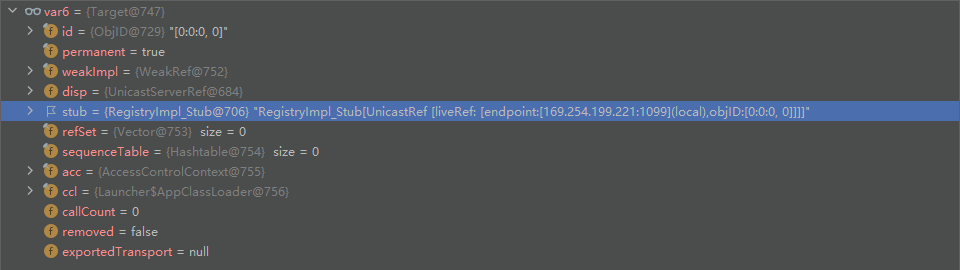 var6 = {Target@747}
f id = {ObjID@729} "[0:0:0, 0]"
f permanent = true
f weakImpl = {WeakRef@752}
f disp = {UnicastServerRef@684}
stub = {RegistryImpl_Stub@706} "RegistryImpl_Stub[UnicastRef [liveRef: [endpoint:[169.254.199.221:1099](local),objID:[0:0:0, 0]]]]"
f refSet = {Vector@753} size = 0
f sequenceTable = {Hashtable@754} size = 0
f acc = {AccessControlContext@755}
f ccl = {Launcher$AppClassLoader@756}
f callCount = 0
f removed = false
f exportedTransport = null